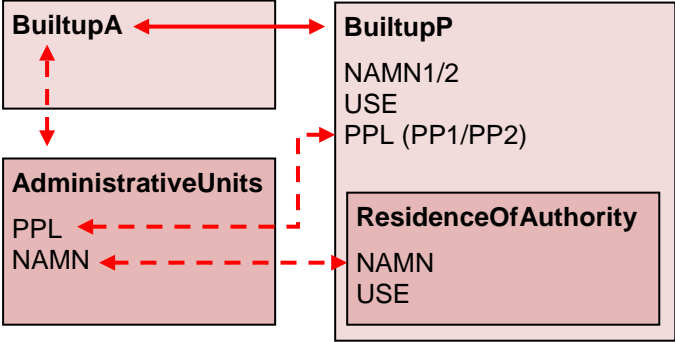 BuiltupA
BuiltupP
NAMN1/2
USE
PPL (PP1/PP2)
AdministrativeUnits
PPL
NAMN
ResidenceOfAuthority
NAMN
USE